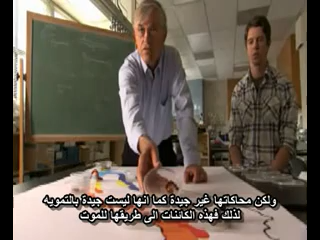 ولكن محاكاتها غير جيدة كما انها ليست جيدة بالتمويه
لذلك فهذه الكائنات الى طريقها للموت